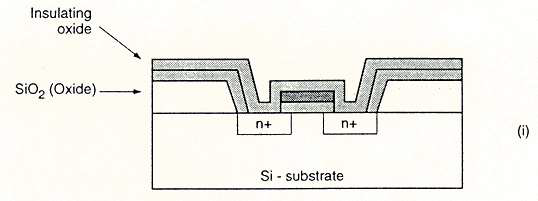 Insulating
oxide
SiO₂ (Oxide)
n+ n+
(i)
Si - substrate